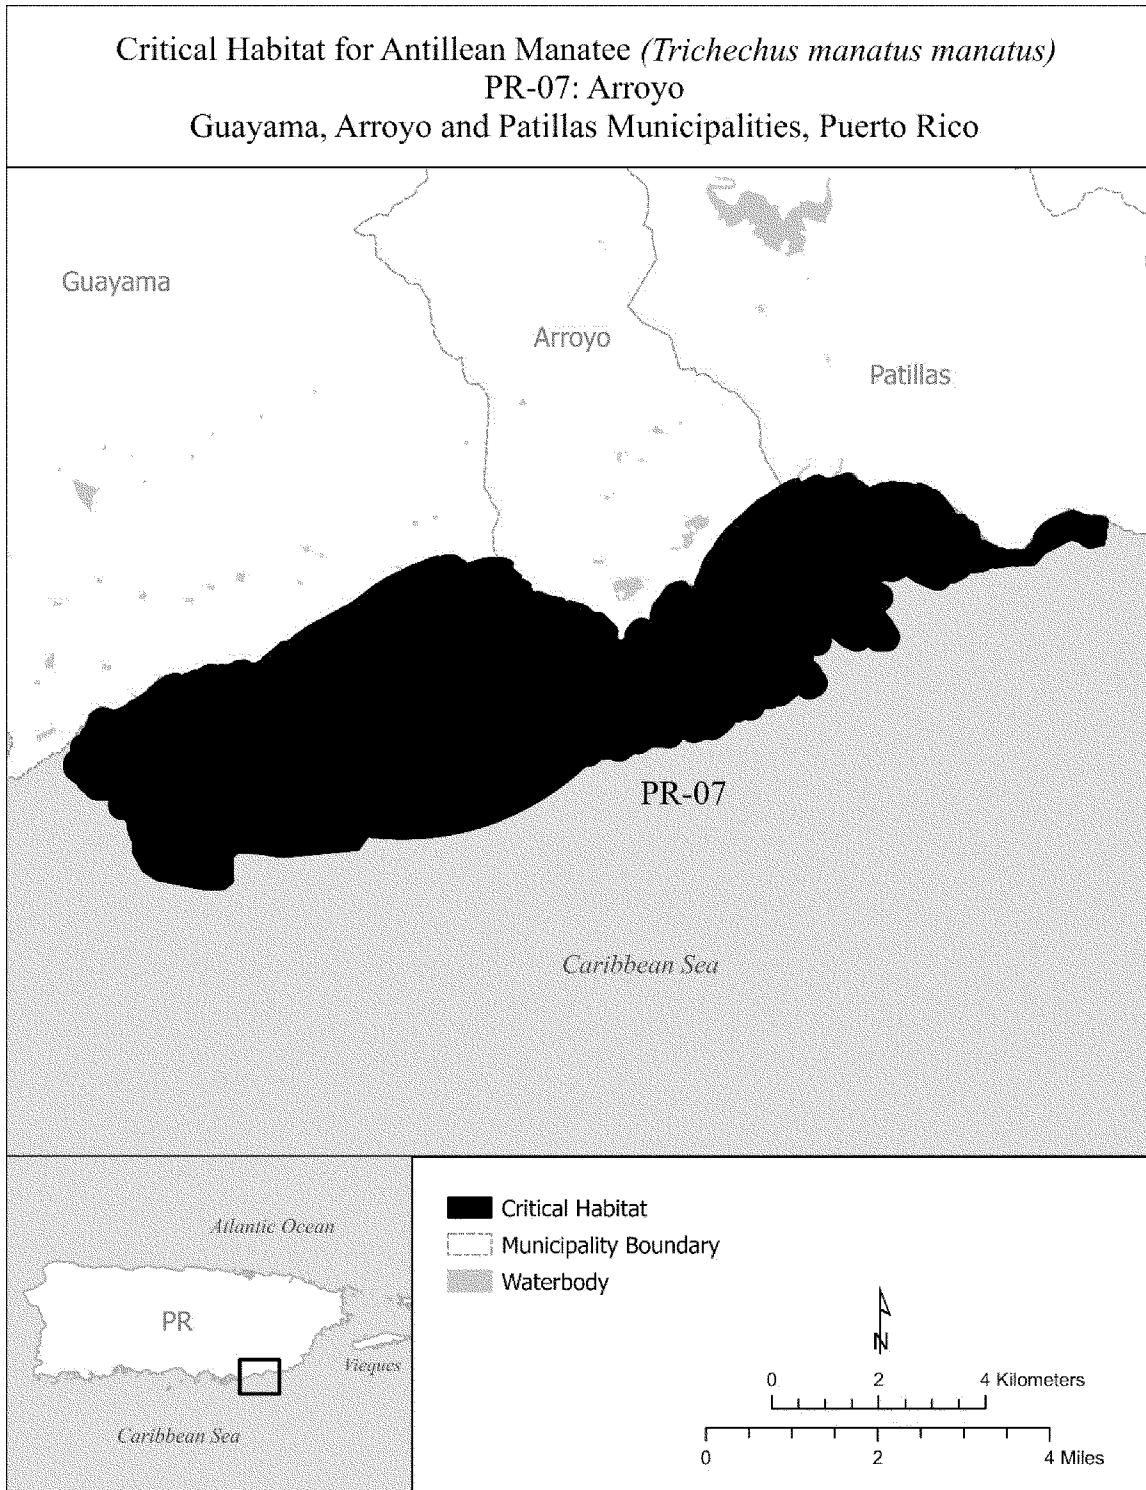 Critical Habitat for Antillean Manatee (Trichechus manatus manatus)
PR-07: Arroyo
Guayama, Arroyo and Patillas Municipalities, Puerto Rico
Guayama
Arroyo
Patillas
PR-07
Caribbean Sea
Atlantic Ocean
PR
Vieques
Caribbean Sea
Critical Habitat
Municipality Boundary
Waterbody
N
0 2 4 Kilometers
0 2 4 Miles